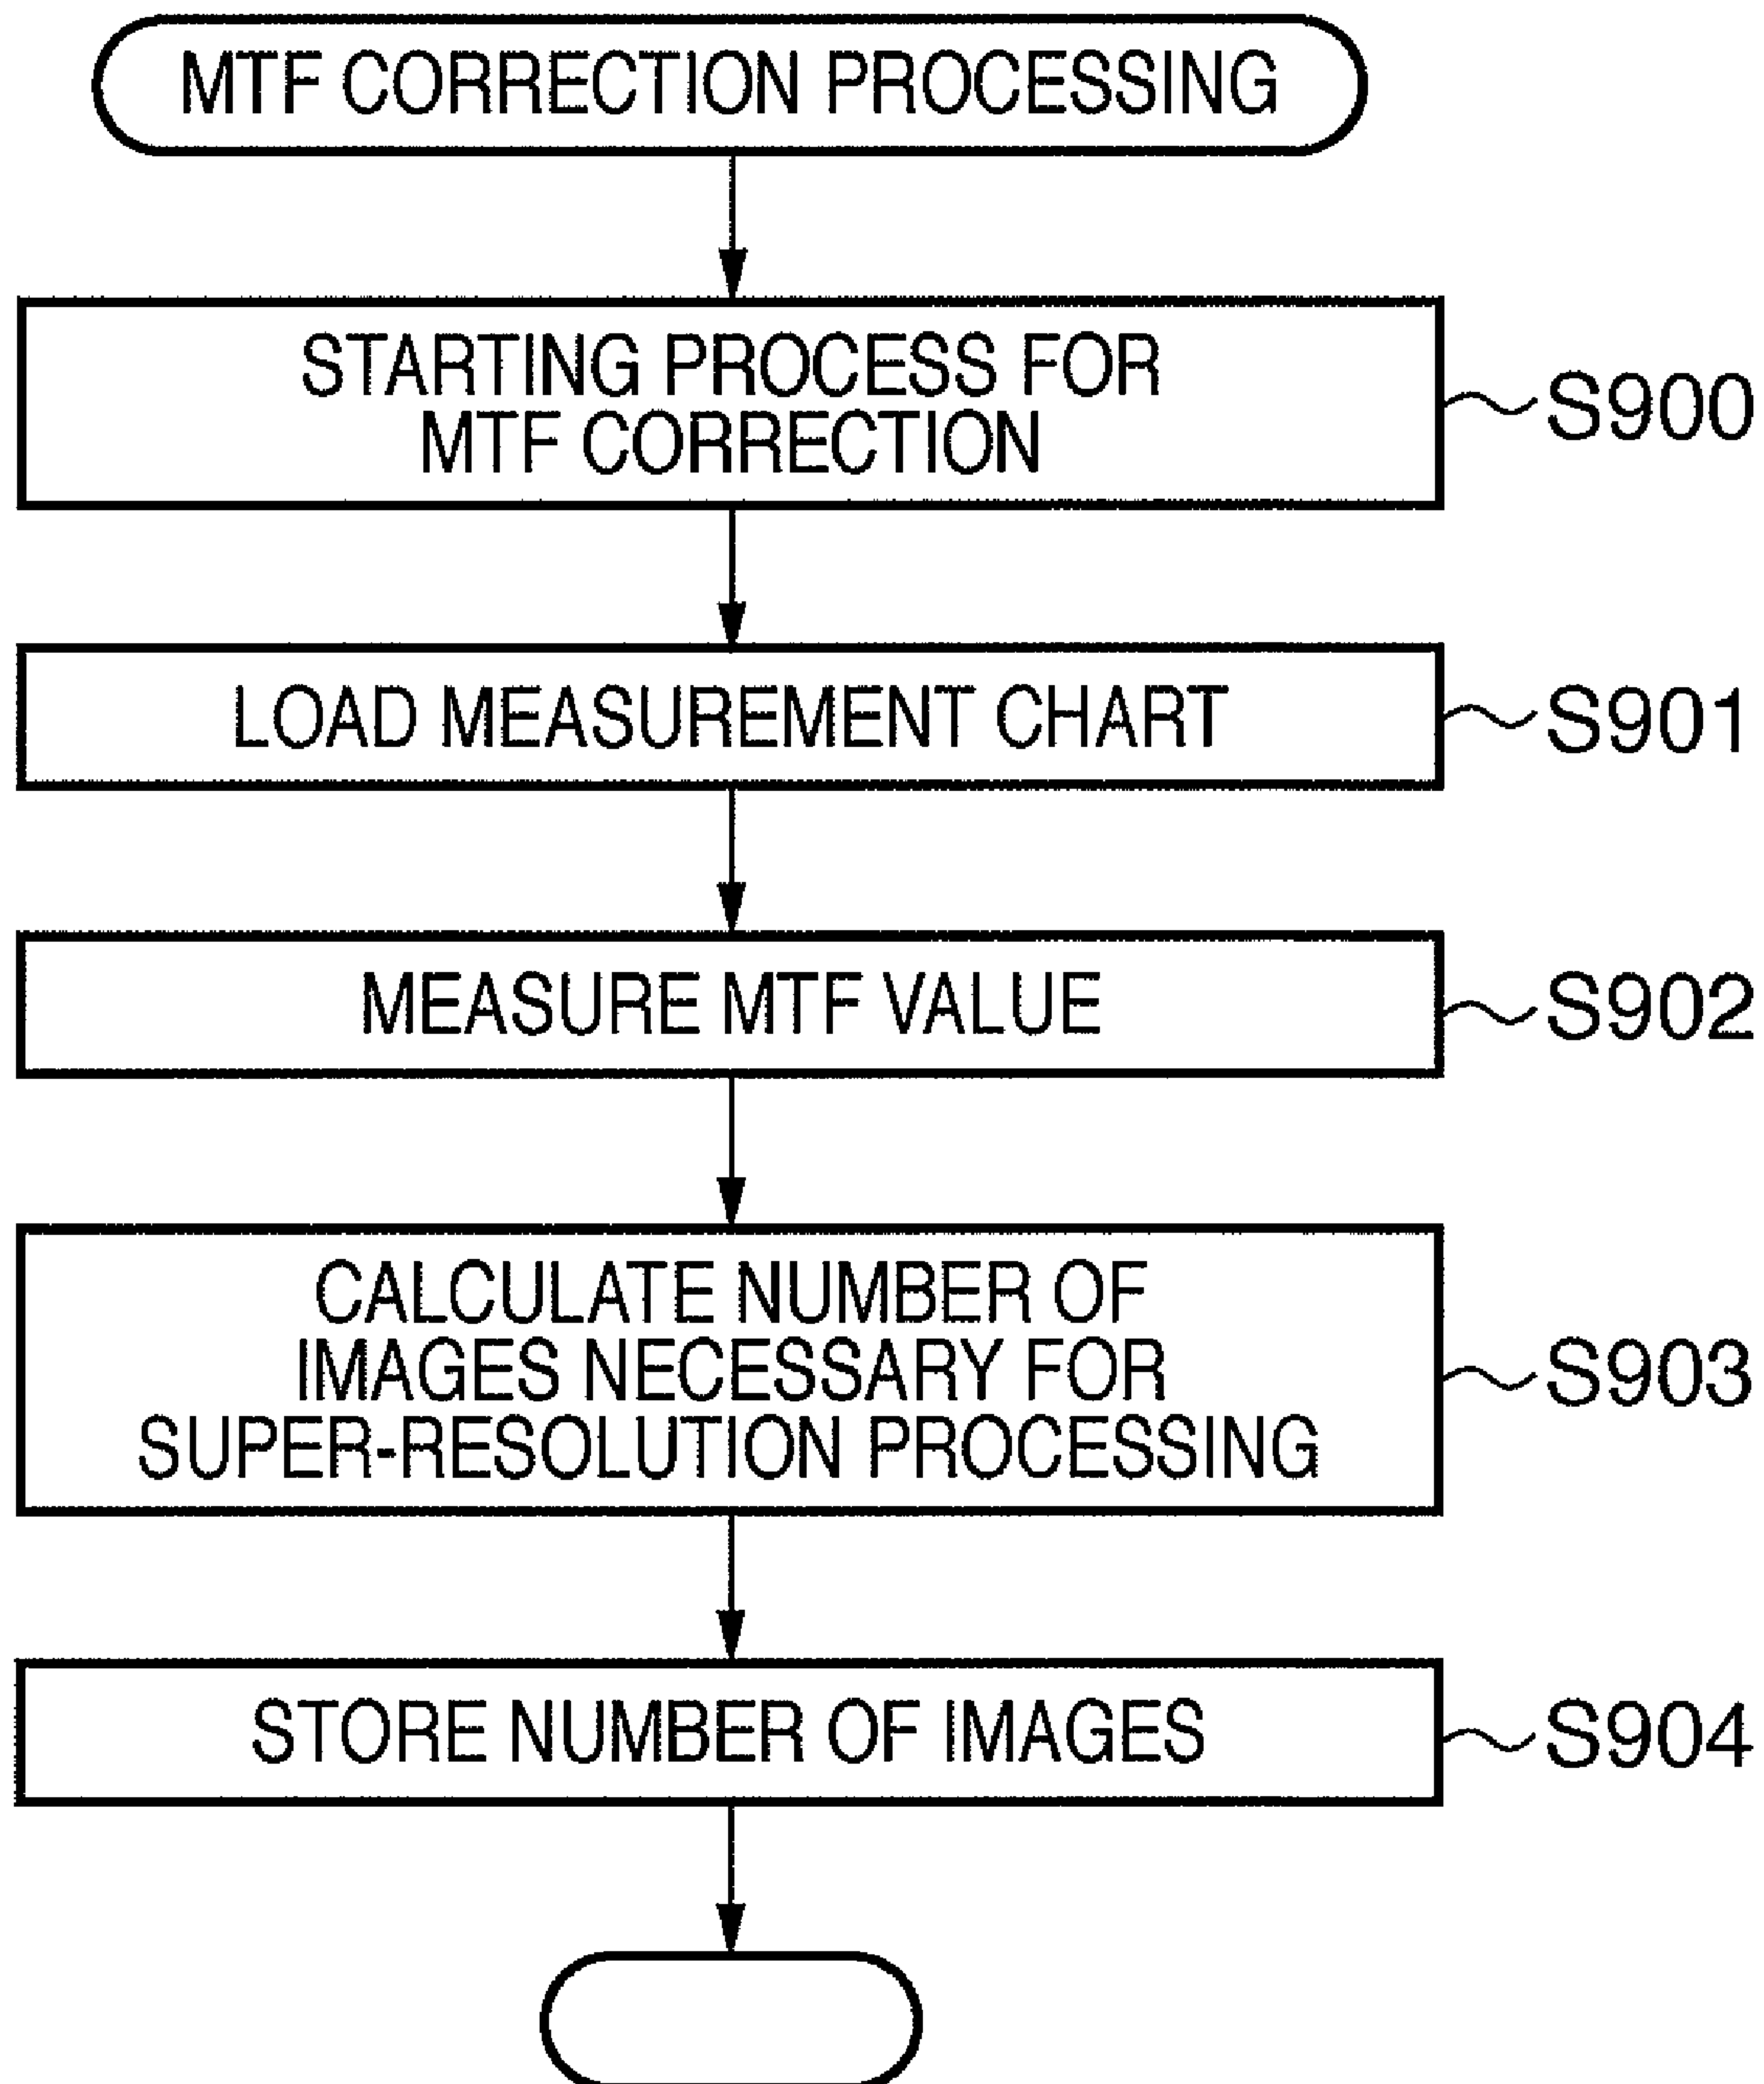 MTF CORRECTION PROCESSING
STARTING PROCESS FOR
MTF CORRECTION
S900
LOAD MEASUREMENT CHART
S901
MEASURE MTF VALUE
S902
CALCULATE NUMBER OF
IMAGES NECESSARY FOR
SUPER-RESOLUTION PROCESSING
S903
STORE NUMBER OF IMAGES
S904